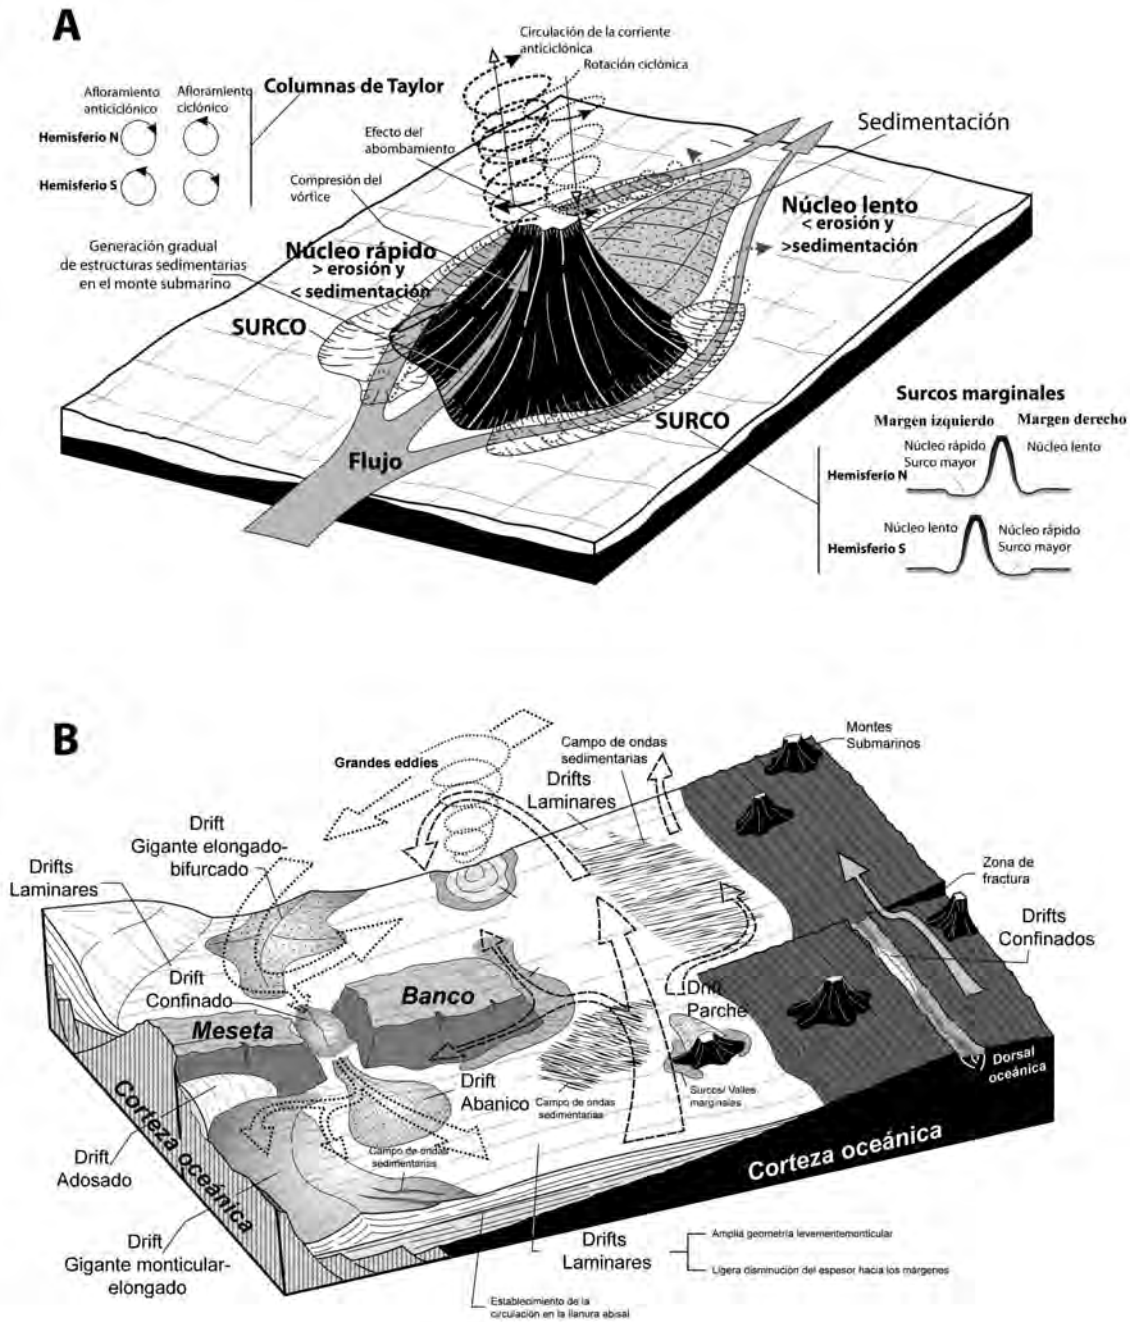 A
Circulación de la corriente
anticiclónica
Rotación ciclónica
Columnas de Taylor
Afloramiento
anticiclónico
Afloramiento
ciclónico
Hemisferio N
Hemisferio S
Efecto del
abombamiento
Sedimentación
Compresión del
vórtice
Núcleo lento
< erosión y
>sedimentación
Generación gradual
de estructuras sedimentarias
en el monte submarino
Núcleo rápido
> erosión y
< sedimentación
SURCO
SURCO
Flujo
Surcos marginales
Margen izquierdo
Margen derecho
Núcleo rápido
Surco mayor
Núcleo lento
Hemisferio N
Núcleo lento
Núcleo rápido
Surco mayor
Hemisferio S
B
Grandes eddies
Campo de ondas
sedimentarias
Drifts
Laminares
Montes
Submarinos
Drift
Gigante elongado-
bifurcado
Drifts
Laminares
Zona de
fractura
Drifts
Confinados
Drift
Confinado
Banco
Meseta
Drift
Parche
Drift
Abanico
Campo de ondas
sedimentarias
Surcos/ Valles
marginales
Dorsal
oceánica
Corteza oceánica
Corteza oceánica
Drift
Adosado
Campo de ondas
sedimentarias
Drift
Gigante monticular-
elongado
Drifts
Laminares
Amplia geometría levementemonticular
Ligera disminución del espesor hacia los márgenes
Establecimiento de la
circulación en la llanura abisal